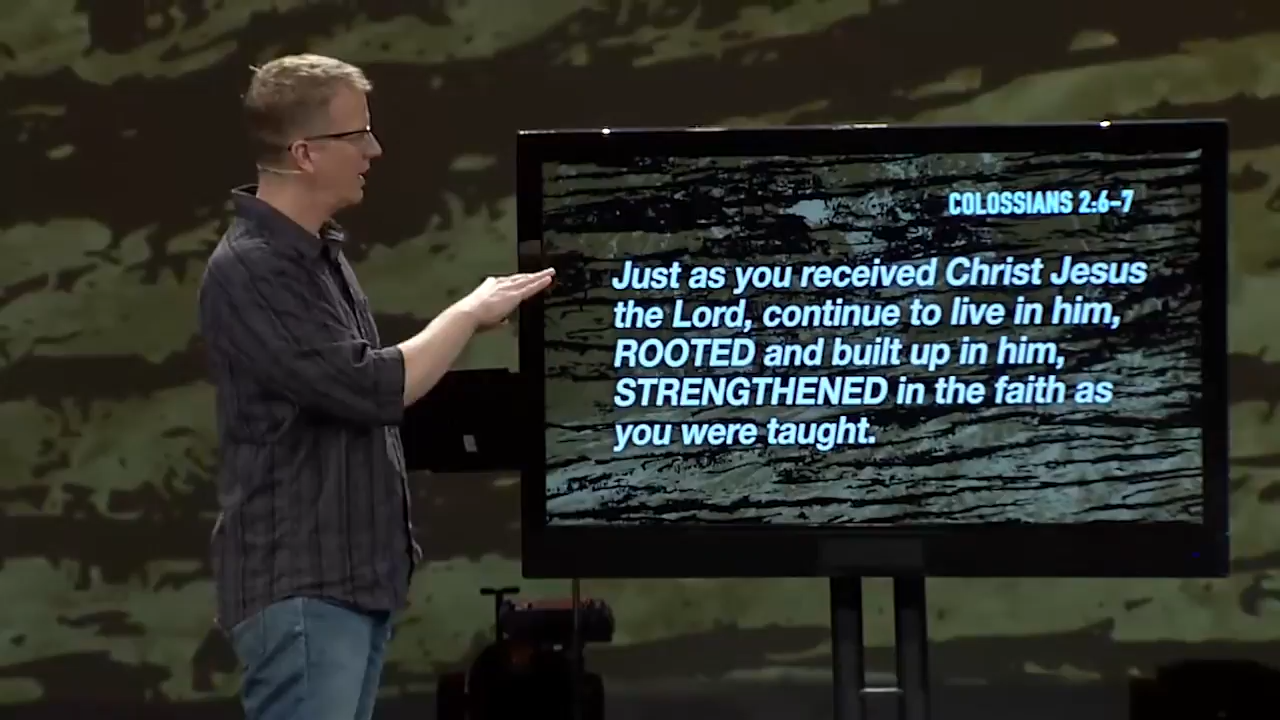 COLOSSIANS 2:6-7
Just as you received Christ Jesus
the Lord, continue to live in him,
ROOTED and built up in him,
STRENGTHENED in the faith as
you were taught.